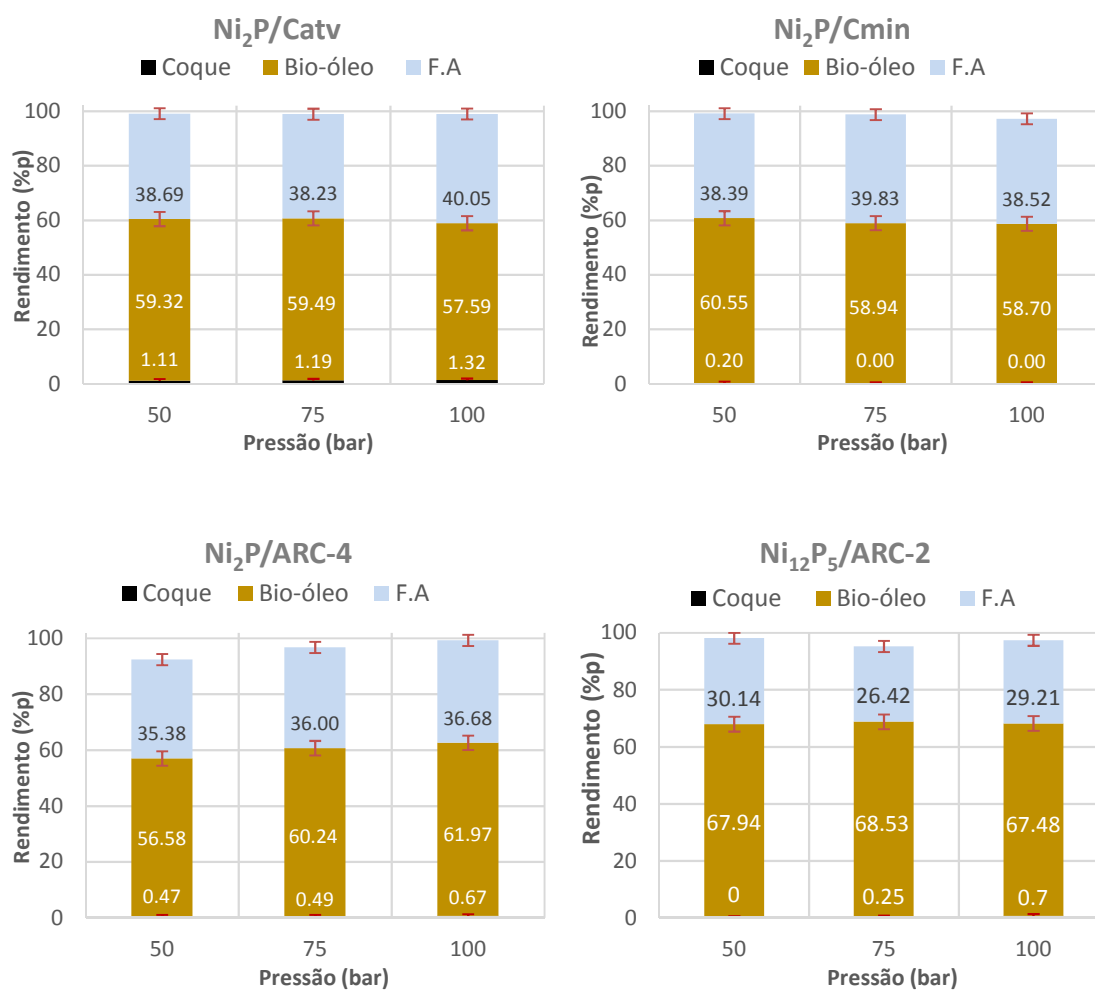 Ni₂P/Catv
Coque Bio-óleo F.A
Rendimento (%p)
100
80
60
40
20
0
38.69 38.23 40.05
59.32 59.49 57.59
1.11 1.19 1.32
50 75 100
Pressão (bar)
Ni₂P/Cmin
Coque Bio-óleo F.A
Rendimento (%p)
100
80
60
40
20
0
38.39 39.83 38.52
60.55 58.94 58.70
0.20 0.00 0.00
50 75 100
Pressão (bar)
Ni₂P/ARC-4
Coque Bio-óleo F.A
Rendimento (%p)
100
80
60
40
20
0
35.38 36.00 36.68
56.58 60.24 61.97
0.47 0.49 0.67
50 75 100
Pressão (bar)
Ni₁₂P₅/ARC-2
Coque Bio-óleo F.A
Rendimento (%p)
100
80
60
40
20
0
30.14 26.42 29.21
67.94 68.53 67.48
0 0.25 0.7
50 75 100
Pressão (bar)